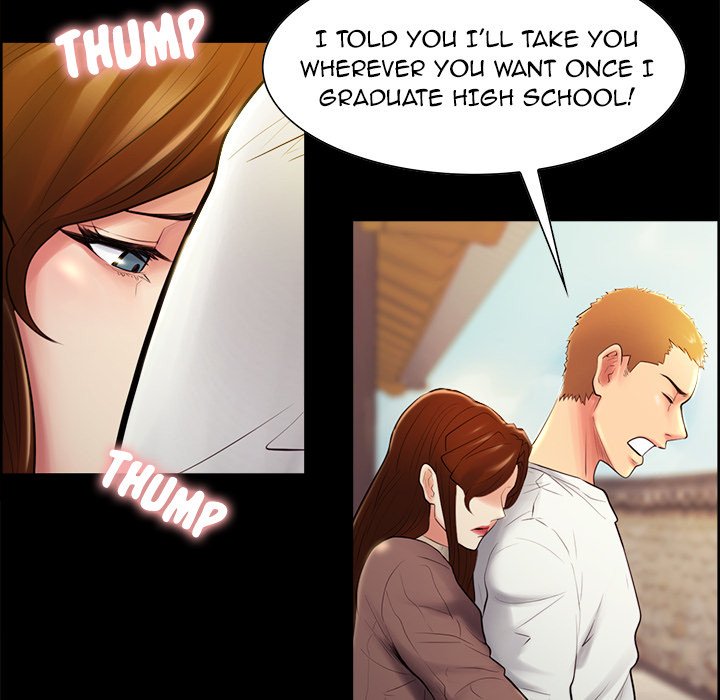 THUMP
I TOLD YOU I'LL TAKE YOU
WHEREVER YOU WANT ONCE I
GRADUATE HIGH SCHOOL!
THUMP